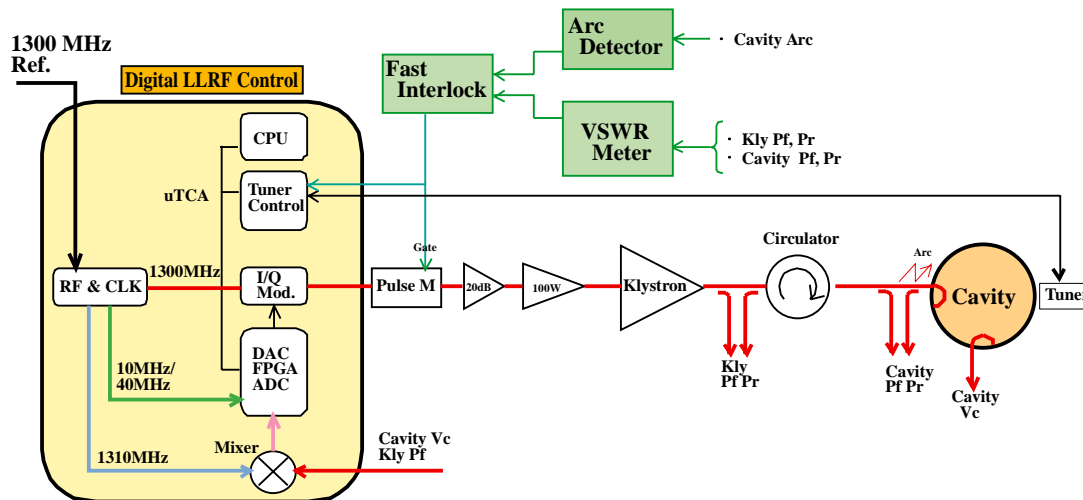 1300 MHz
Ref.
Digital LLRF Control
Arc
Detector
· Cavity Arc
Fast
Interlock
VSWR
Meter
· Kly Pf, Pr
· Cavity Pf, Pr
CPU
uTCA
Tuner
Control
Gate
Circulator
Arc
RF & CLK
1300MHz
I/Q
Mod.
Pulse M
20dB
100W
Klystron
Cavity
Tuner
DAC
FPGA
ADC
10MHz/
40MHz
Kly
Pf Pr
Cavity
Pf Pr
Cavity
Vc
Mixer
1310MHz
Cavity Vc
Kly Pf